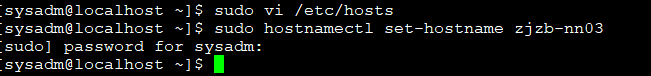 [sysadm@localhost ~]$ sudo vi /etc/hosts
[sysadm@localhost ~]$ sudo hostnamectl set-hostname zjzb-nn03
[sudo] password for sysadm:
[sysadm@localhost ~]$